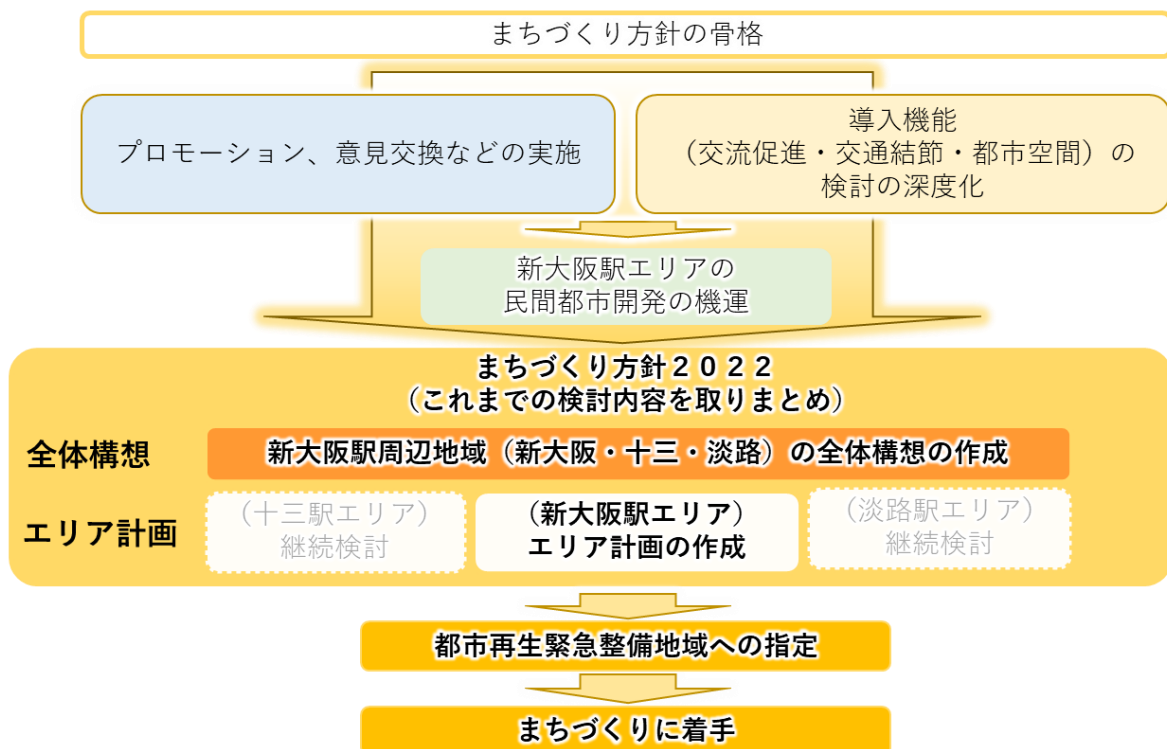 まちづくり方針の骨格
プロモーション、意見交換などの実施
導入機能
（交流促進・交通結節・都市空間）の
検討の深度化
新大阪駅エリアの
民間都市開発の機運
まちづくり方針２０２２
（これまでの検討内容を取りまとめ）
全体構想
新大阪駅周辺地域（新大阪・十三・淡路）の全体構想の作成
エリア計画
（十三駅エリア）
継続検討
（新大阪駅エリア）
エリア計画の作成
（淡路駅エリア）
継続検討
都市再生緊急整備地域への指定
まちづくりに着手